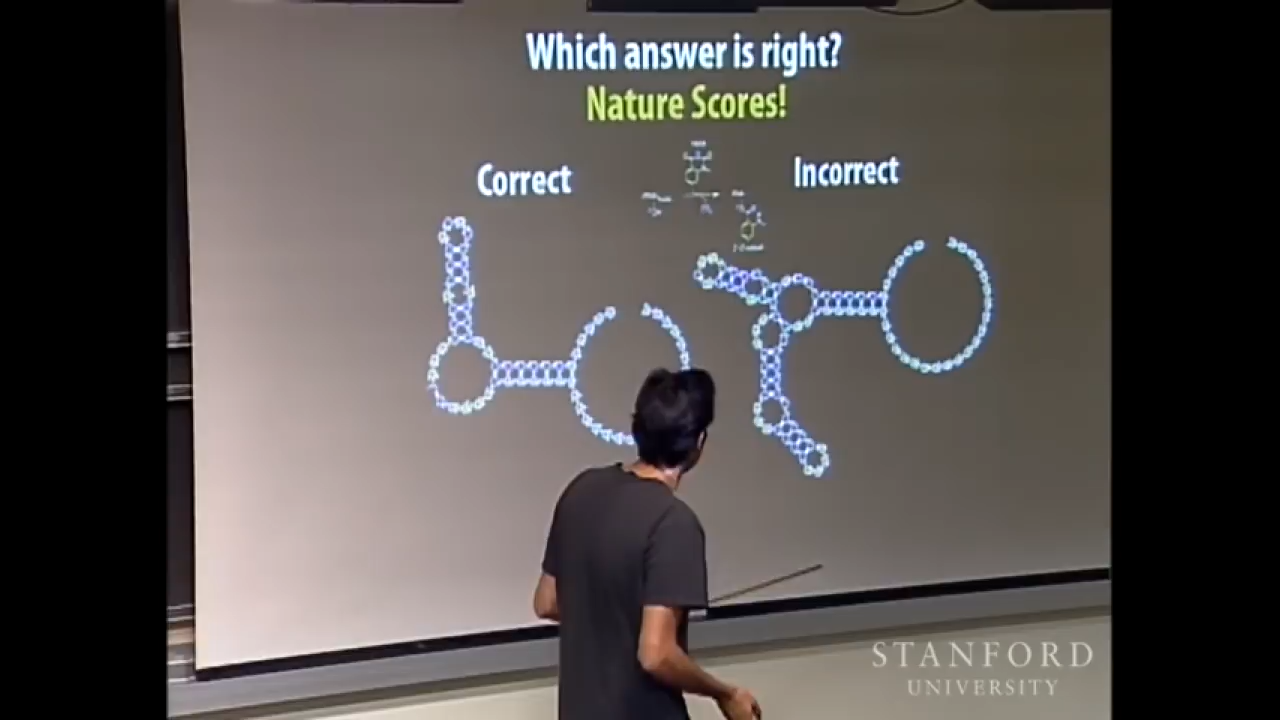 Which answer is right?
Nature Scores!
Correct
Incorrect
STANFORD
UNIVERSITY